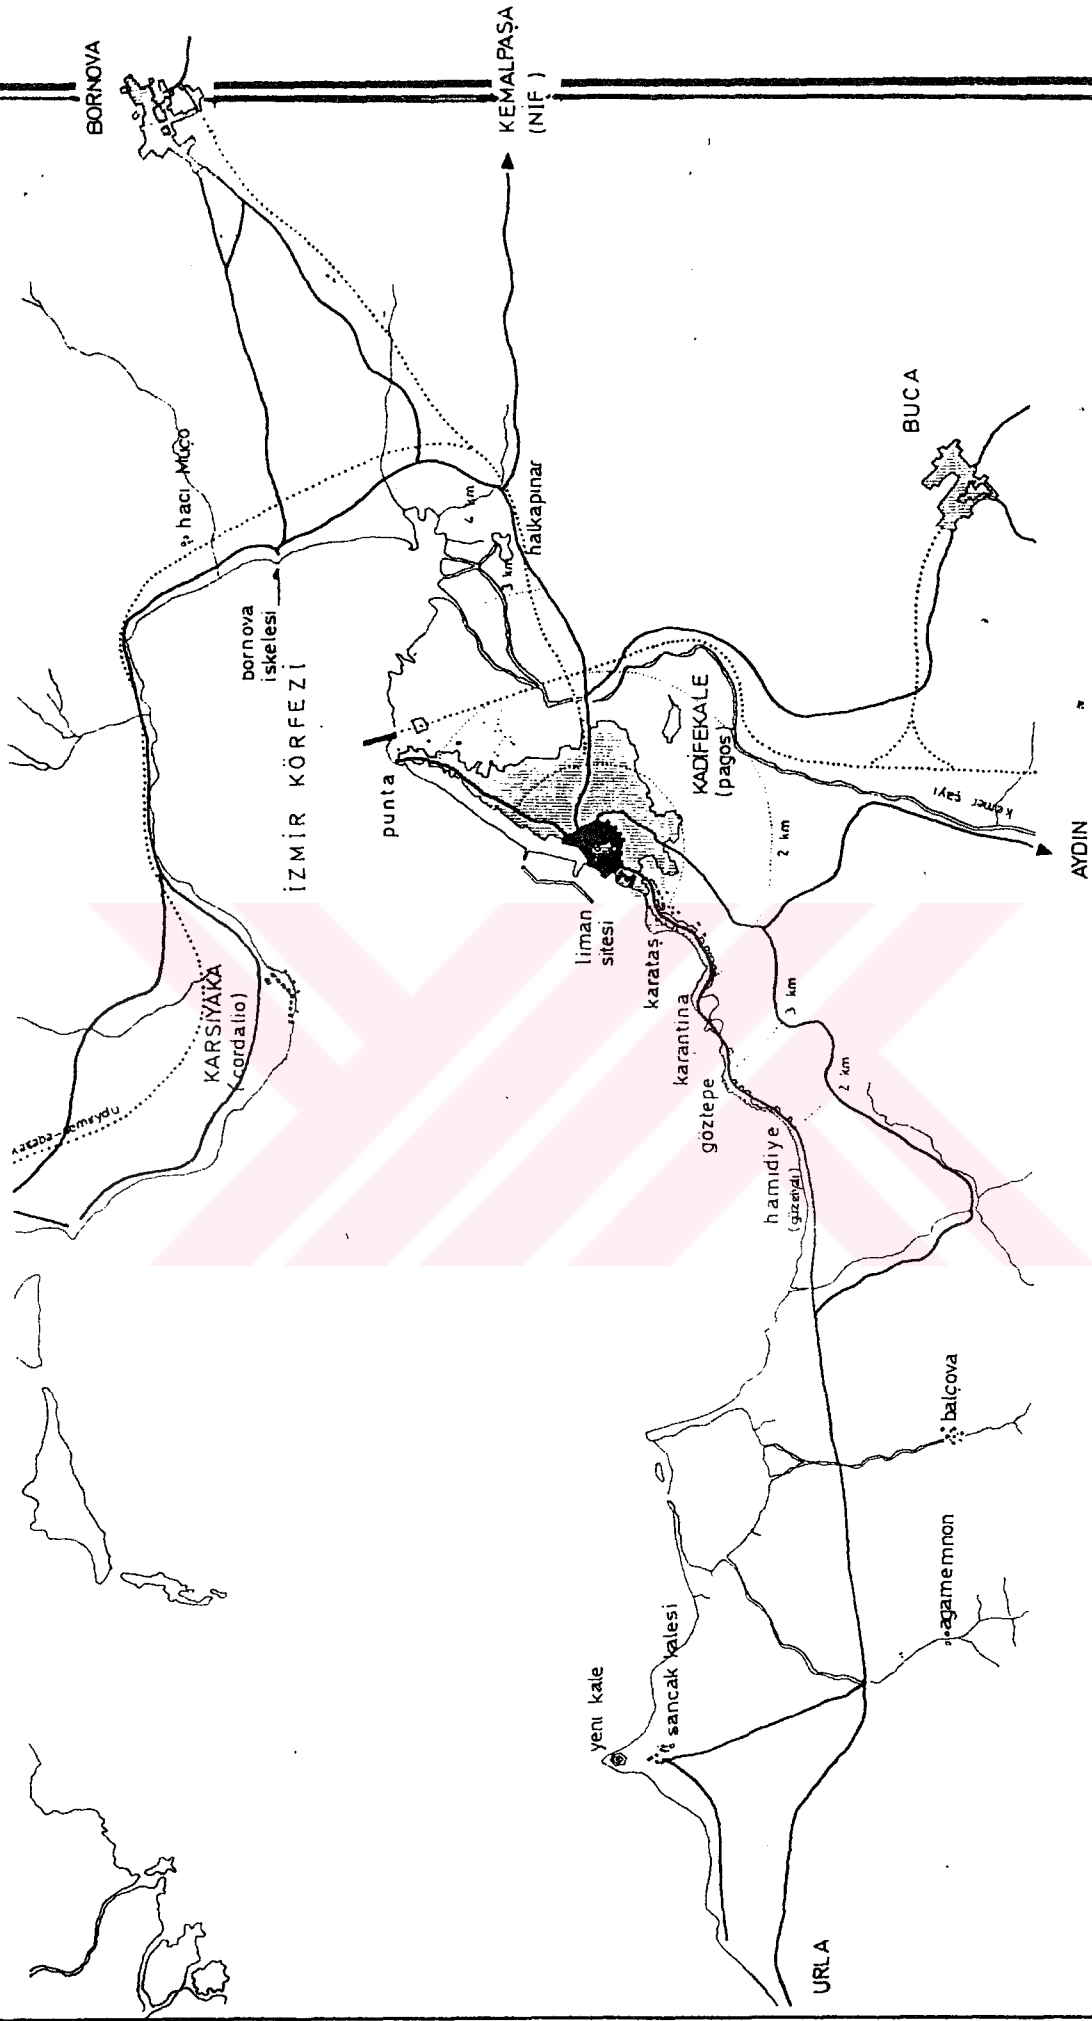 BORNOVA
KEMALPAŞA
(NİF )
hacı Muço
bornova
iskelesi
İZMİR KÖRFEZİ
halkapınar
4 km
3 km
BUCA
punta
KADİFEKALE
(pagos)
kemer çayı
2 km
AYDIN
liman
sitesi
karataş
karantina
göztepe
hamidiye
3 km
2 km
KARŞIYAKA
(cordalio)
balçova
agamemnon
sancak kalesi
yeni kale
URLA